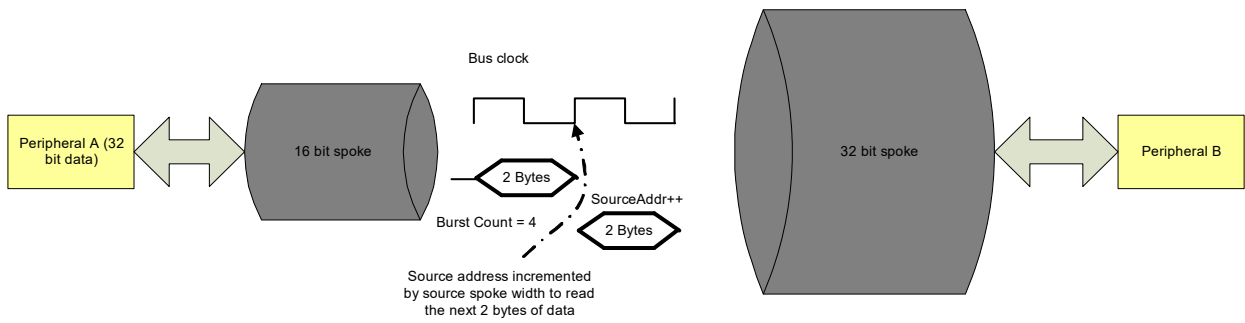 Bus clock
Peripheral A (32
bit data)
16 bit spoke
2 Bytes
SourceAddr++
Burst Count = 4
2 Bytes
Source address incremented
by source spoke width to read
the next 2 bytes of data
32 bit spoke
Peripheral B